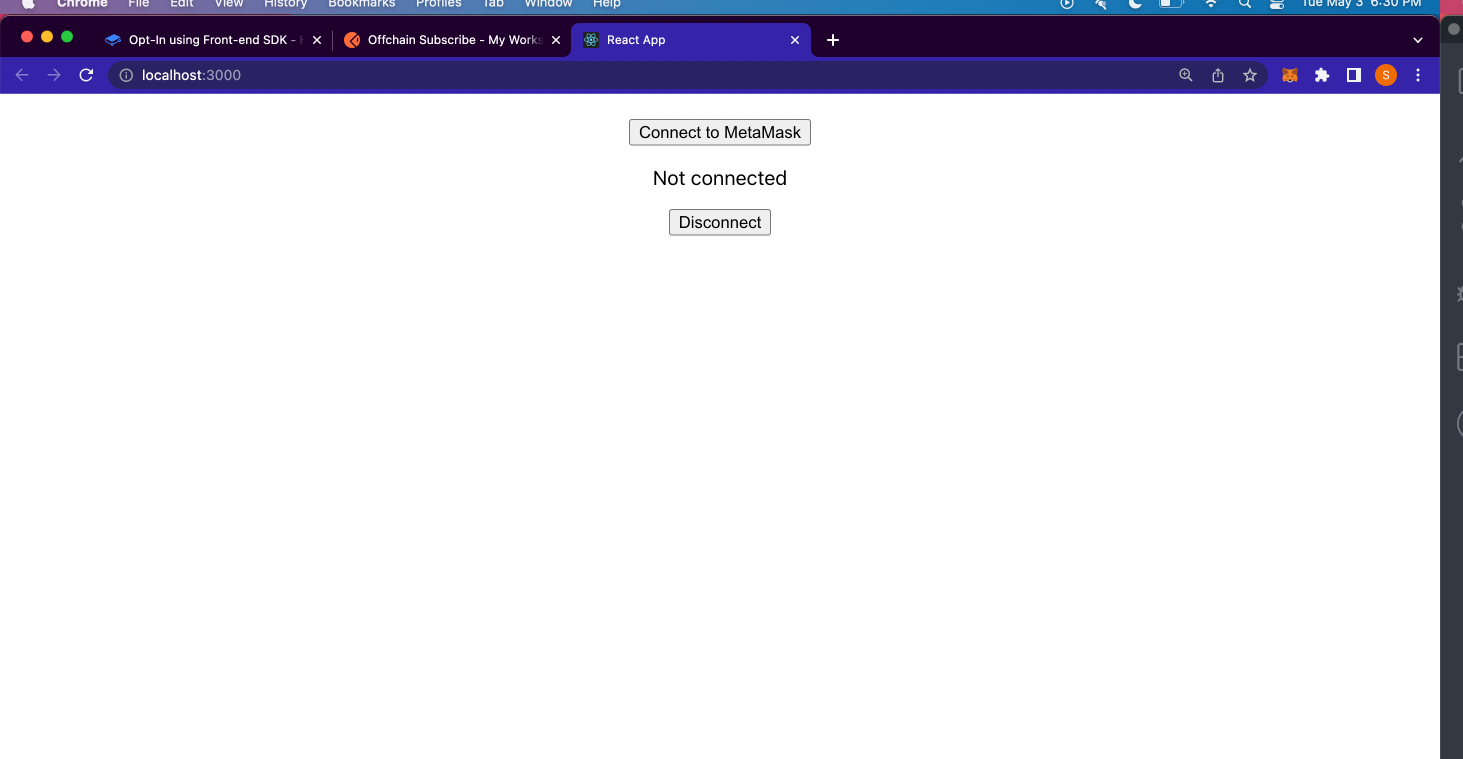 Chrome File Edit View History Bookmarks Profiles Tab Window Help Tue May 3 6:30 PM
Opt-In using Front-end SDK - Offchain Subscribe - My Works React App
localhost:3000 S
Connect to MetaMask
Not connected
Disconnect